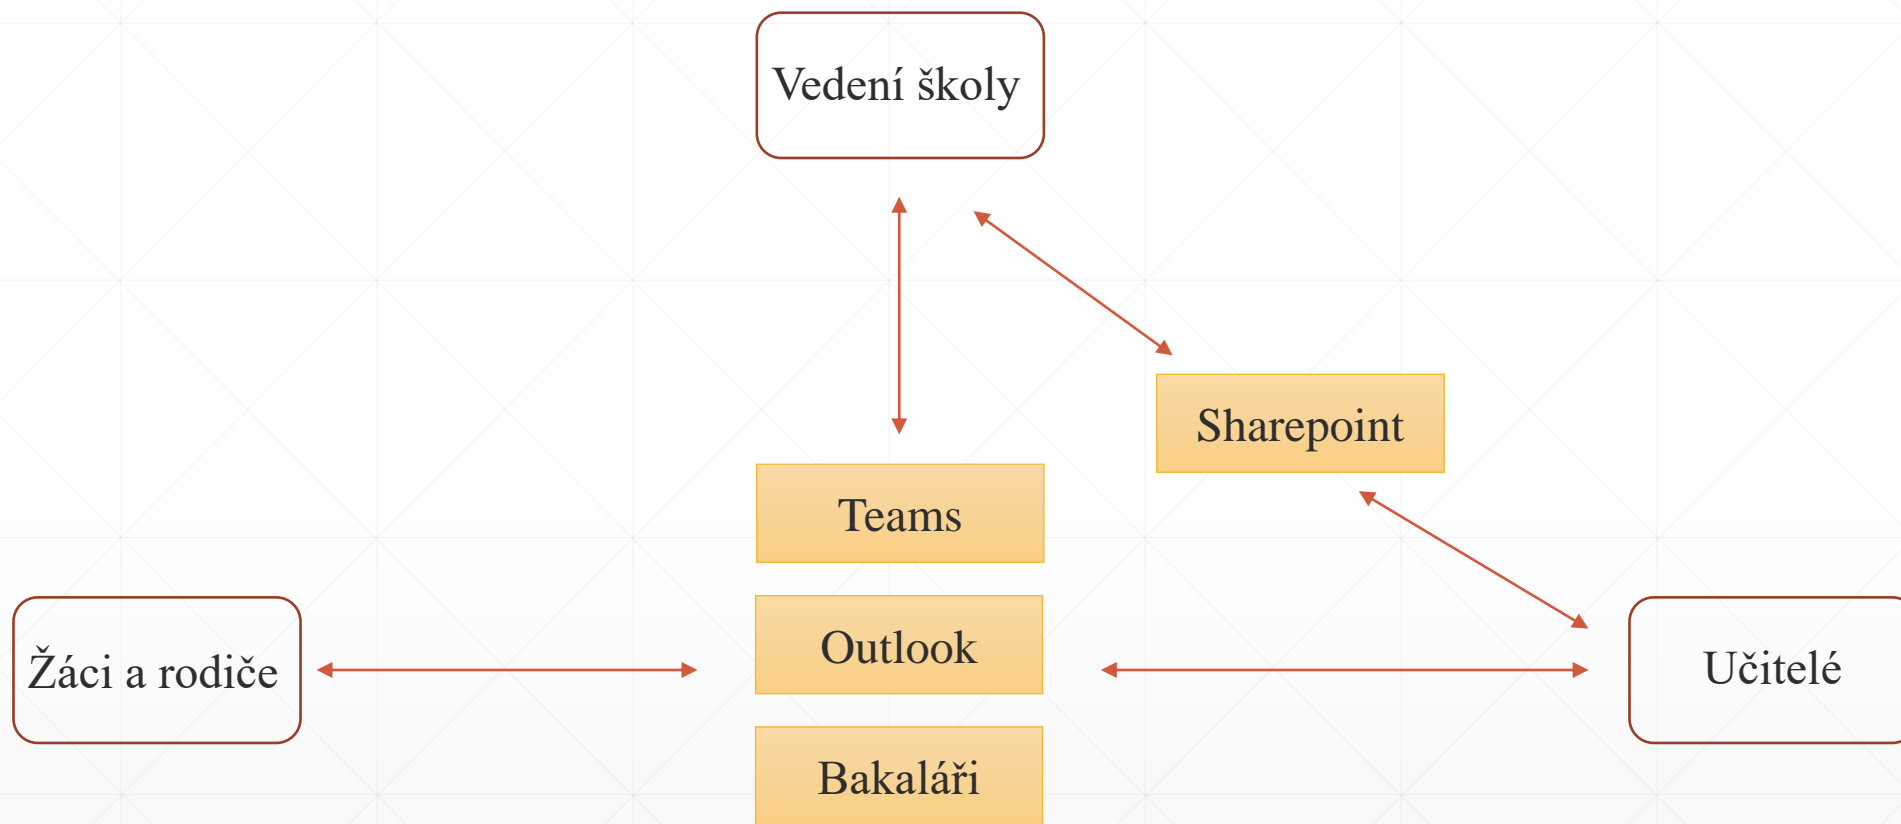 Vedení školy
Sharepoint
Teams
Outlook
Žáci a rodiče
Učitelé
Bakaláři